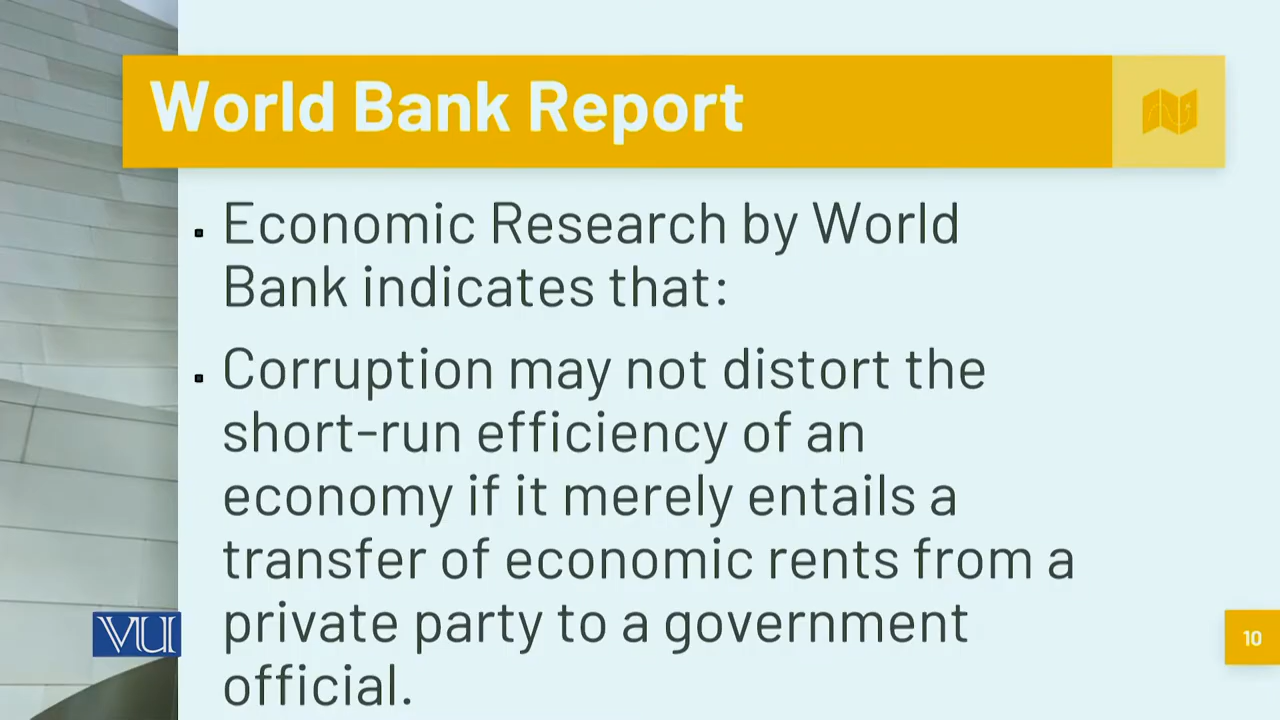 World Bank Report
Economic Research by World
Bank indicates that:
Corruption may not distort the
short-run efficiency of an
economy if it merely entails a
transfer of economic rents from a
private party to a government
official.
VU
10